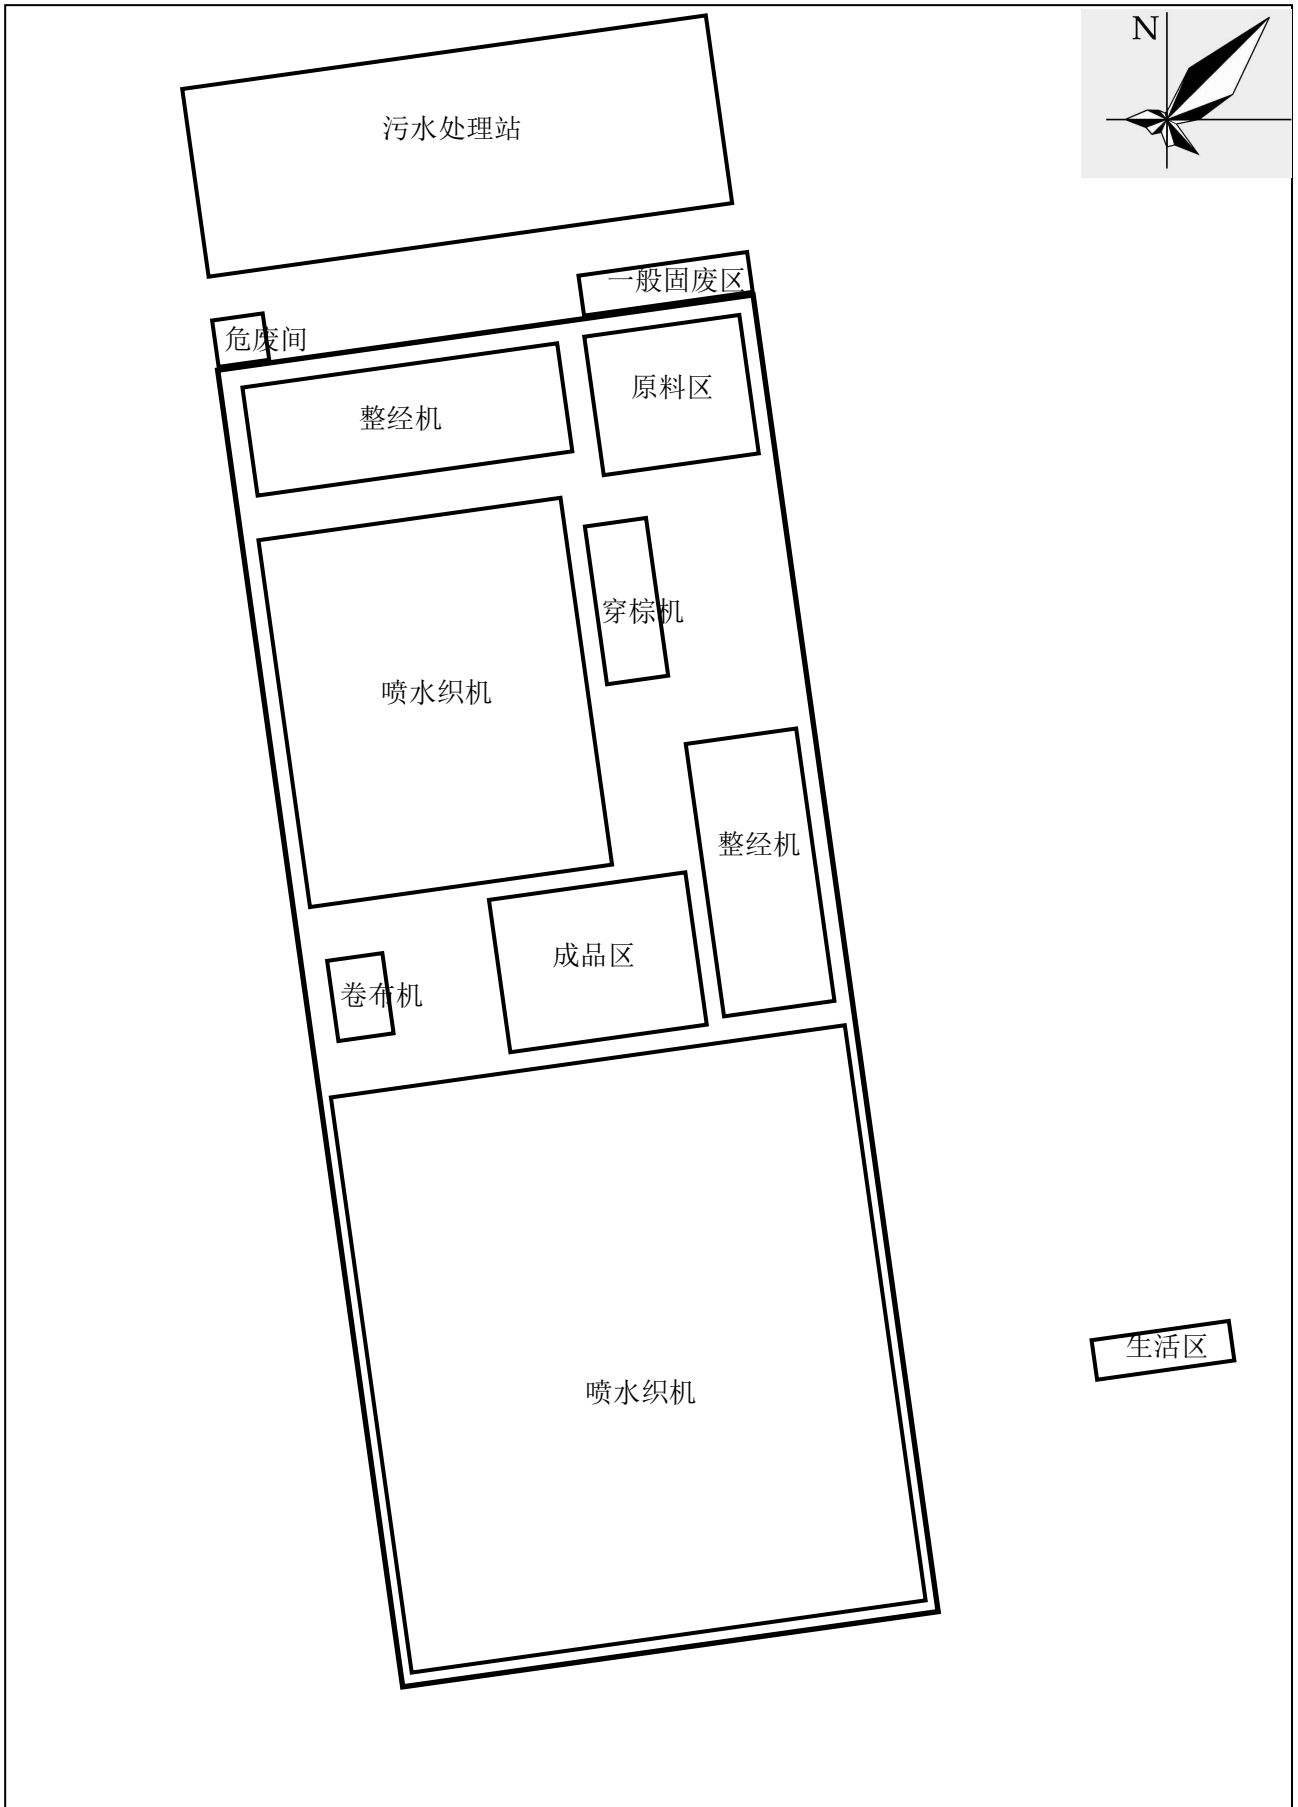 N
污水处理站
一般固废区
危废间
原料区
整经机
穿棕机
喷水织机
整经机
成品区
卷布机
生活区
喷水织机